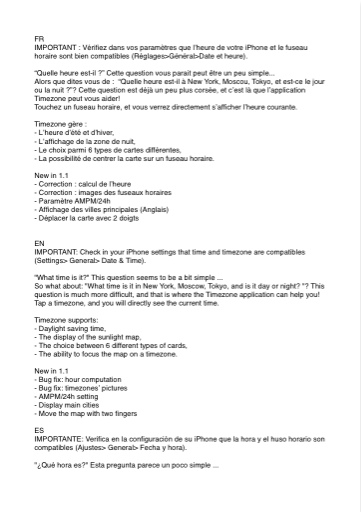 FR
IMPORTANT : Vérifiez dans vos paramètres que l'heure de votre iPhone et le fuseau
horaire sont bien compatibles (Réglages>Général>Date et heure).
"Quelle heure est-il ?" Cette question vous parait peut être un peu simple...
Alors que dites vous de : "Quelle heure est-il à New York, Moscou, Tokyo, et est-ce le jour
ou la nuit ?"? Cette question est déjà un peu plus corsée, et c'est là que l'application
Timezone peut vous aider!
Touchez un fuseau horaire, et vous verrez directement s'afficher l'heure courante.
Timezone gère :
- L'heure d'été et d'hiver,
- L'affichage de la zone de nuit,
- Le choix parmi 6 types de cartes différentes,
- La possibilité de centrer la carte sur un fuseau horaire.
New in 1.1
- Correction : calcul de l'heure
- Correction : images des fuseaux horaires
- Paramètre AMPM/24h
- Affichage des villes principales (Anglais)
- Déplacer la carte avec 2 doigts
EN
IMPORTANT: Check in your iPhone settings that time and timezone are compatibles
(Settings> General> Date & Time).
"What time is it?" This question seems to be a bit simple ...
So what about: "What time is it in New York, Moscow, Tokyo, and is it day or night? "? This
question is much more difficult, and that is where the Timezone application can help you!
Tap a timezone, and you will directly see the current time.
Timezone supports:
- Daylight saving time,
- The display of the sunlight map,
- The choice between 6 different types of cards,
- The ability to focus the map on a timezone.
New in 1.1
- Bug fix: hour computation
- Bug fix: timezones' pictures
- AMPM/24h setting
- Display main cities
- Move the map with two fingers
ES
IMPORTANTE: Verifica en la configuración de su iPhone que la hora y el huso horario son
compatibles (Ajustes> General> Fecha y hora).
"¿Qué hora es?" Esta pregunta parece un poco simple ...